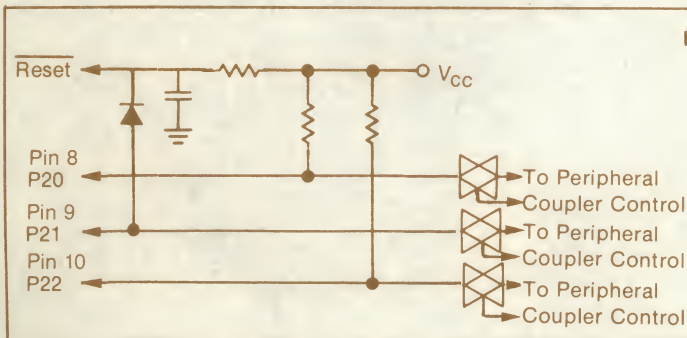 Reset
VCC
Pin 8
P20
To Peripheral
Coupler Control
Pin 9
P21
To Peripheral
Coupler Control
Pin 10
P22
To Peripheral
Coupler Control